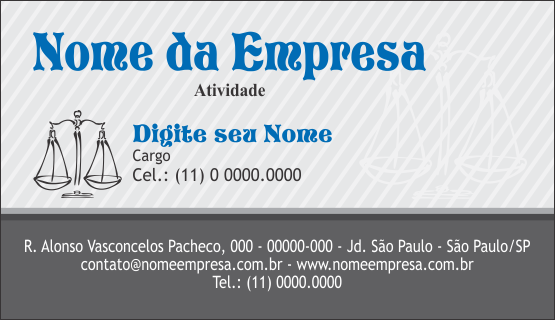 Nome da Empresa
Atividade
Digite seu Nome
Cargo
Cel.: (11) 0 0000.0000
R. Alonso Vasconcelos Pacheco, 000 - 00000-000 - Jd. São Paulo - São Paulo/SP
contato@nomeempresa.com.br - www.nomeempresa.com.br
Tel.: (11) 0000.0000